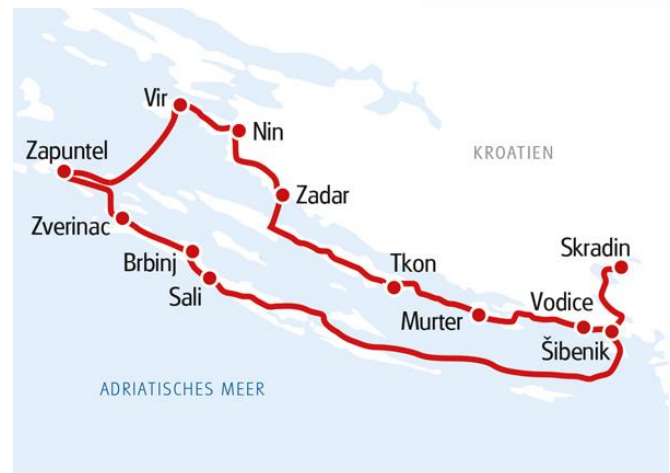 Vir
Nin
Zapuntel
KROATIEN
Zadar
Zverinac
Skradin
Brbinj
Tkon
Sali
Vodice
Murter
Šibenik
ADRIATISCHES MEER